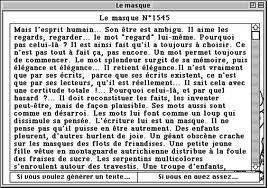 Le masque
Le masque N°1545
Mais l'esprit humain... Son être est ambigu. Il aime les
regards, regarder... le mot "regard" lui-même. Pourquoi
pas celui-là ? Il est ainsi fait qu'il a toujours à choisir. Ce
n'est pas tout à fait ça, pas encore. Un mot permet toujours
de commencer. Le mot splendeur surgit de sa mémoire, puis
élégance et élégance... Il retient élégance. Il n'est vraiment
que par ses écrits, parce que ses écrits existent, ce n'est
que par ses lecteurs, qu'il est réellement... Il sait cela avec
une certitude totale !... Pourquoi celui-là, et par quel
hasard ?... Il doit reconstituer les faits, les inventer
peut-être, mais de façon plausible. Ses mots aussi sont
comme en désarroi. Les mots lui font comme un loup qui
dissimule sa pensée. L'écriture lui est un masque. Il ne
pense pas qu'il puisse en être autrement. Des enfants
pleurent, d'autres hurlent de joie. Un géant obscène crache
sur les masques des flots de friandises. Une petite jeune
fille vêtue en montagnarde autrichienne distribue à la foule
des fraises de sucre. Les serpentins multicolores
s'enroulent autour des travestis. Une troupe d'enfants,
Si vous voulez générer un texte... Si vous en avez assez...